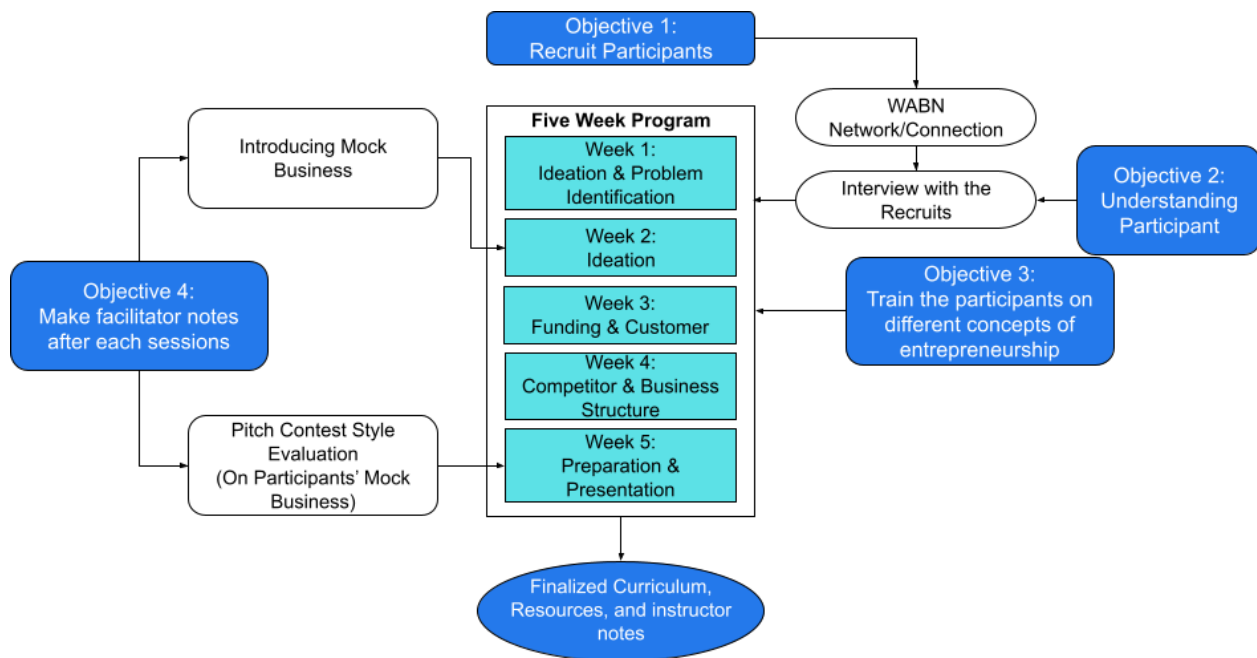 Objective 1:
Recruit Participants
WABN
Network/Connection
Interview with the
Recruits
Objective 2:
Understanding
Participant
Objective 3:
Train the participants on
different concepts of
entrepreneurship
Introducing Mock
Business
Objective 4:
Make facilitator notes
after each sessions
Pitch Contest Style
Evaluation
(On Participants’ Mock
Business)
Five Week Program
Week 1:
Ideation & Problem
Identification
Week 2:
Ideation
Week 3:
Funding & Customer
Week 4:
Competitor & Business
Structure
Week 5:
Preparation &
Presentation
Finalized Curriculum,
Resources, and instructor
notes